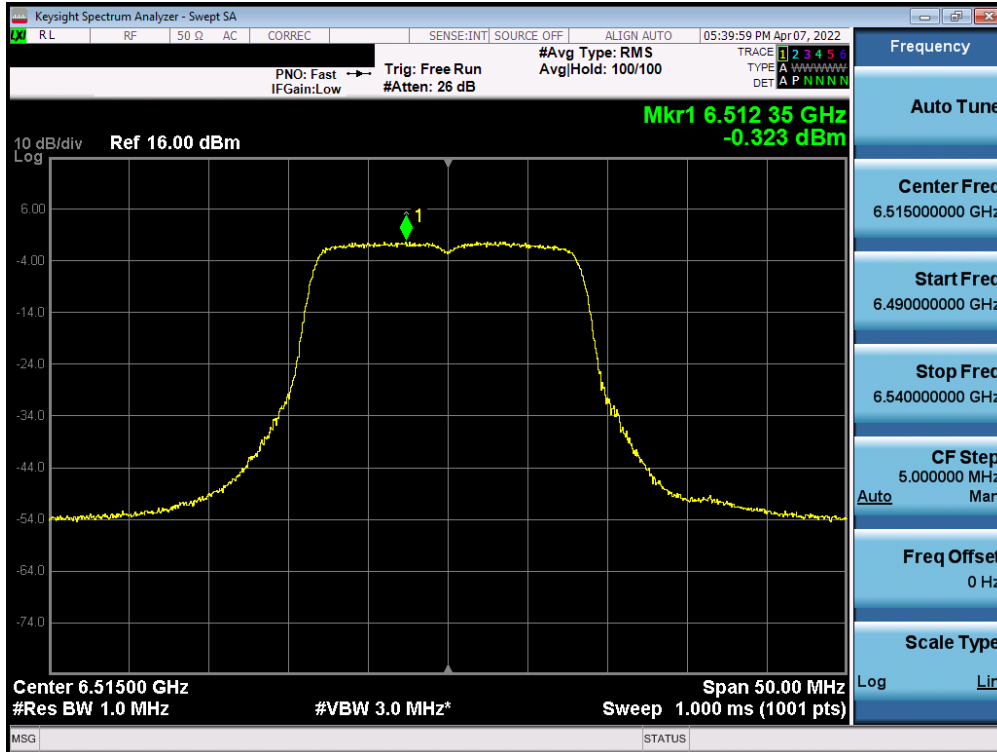 Keysight Spectrum Analyzer - Swept SA
LXI RL RF 50 Ω AC CORREC SENSE:INT SOURCE OFF ALIGN AUTO 05:39:59 PM Apr 07, 2022
PNO: Fast
IFGain:Low
Trig: Free Run
#Atten: 26 dB
#Avg Type: RMS
Avg|Hold: 100/100
TRACE 1 2 3 4 5 6
TYPE A WWWWW
DET A P N N N N
Mkr1 6.512 35 GHz
-0.323 dBm
10 dB/div Ref 16.00 dBm
Log
1
6.00
-4.00
-14.0
-24.0
-34.0
-44.0
-54.0
-64.0
-74.0
Center 6.51500 GHz Span 50.00 MHz
#Res BW 1.0 MHz #VBW 3.0 MHz* Sweep 1.000 ms (1001 pts)
MSG STATUS
Frequency
Auto Tune
Center Freq
6.515000000 GHz
Start Freq
6.490000000 GHz
Stop Freq
6.540000000 GHz
CF Step
5.000000 MHz
Auto Man
Freq Offset
0 Hz
Scale Type
Log Lin